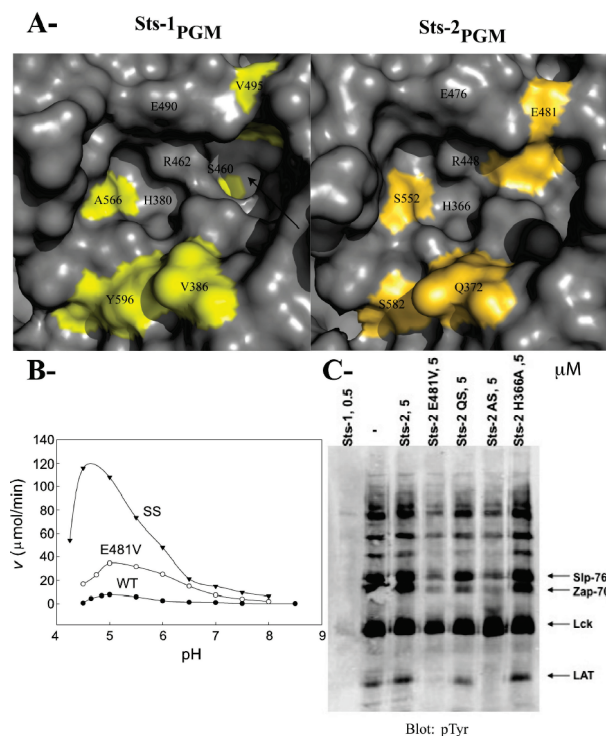 A- Sts-1PGM Sts-2PGM
V495
E490
R462
S460
A566
H380
Y596
V386
E476
E481
R448
S552
H366
S582
Q372
B-
v (µmol/min)
140
120
100
80
60
40
20
0
SS
E481V
WT
4 5 6 7 8 9
pH
C-
µM
Sts-1, 0.5
-
Sts-2, 5
Sts-2 E481V, 5
Sts-2 QS, 5
Sts-2 AS, 5
Sts-2 H366A, 5
Slp-76
Zap-70
Lck
LAT
Blot: pTyr